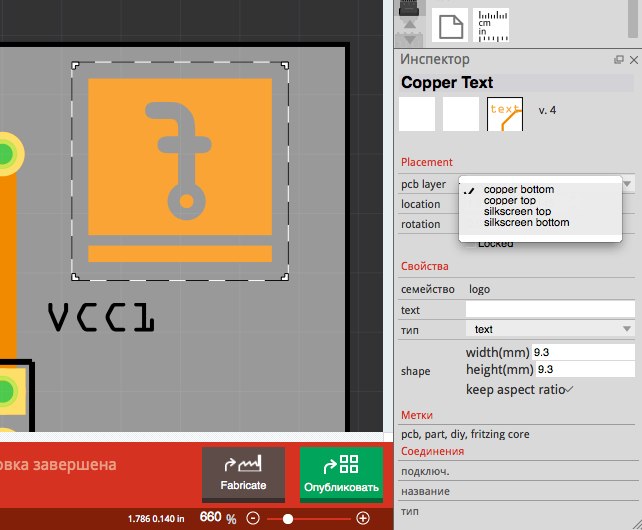 cm
in
Инспектор
Copper Text
text
v. 4
Placement
pcb layer
copper bottom
location
copper top
silkscreen top
rotation
silkscreen bottom
Locked
Свойства
семейство logo
text
тип text
shape
width(mm) 9.3
height(mm) 9.3
keep aspect ratio
Метки
pcb, part, diy, fritzing core
Соединения
подключ.
название
тип
VCC1
овка завершена
Fabricate
Опубликовать
1.786 0.140 in 660 %